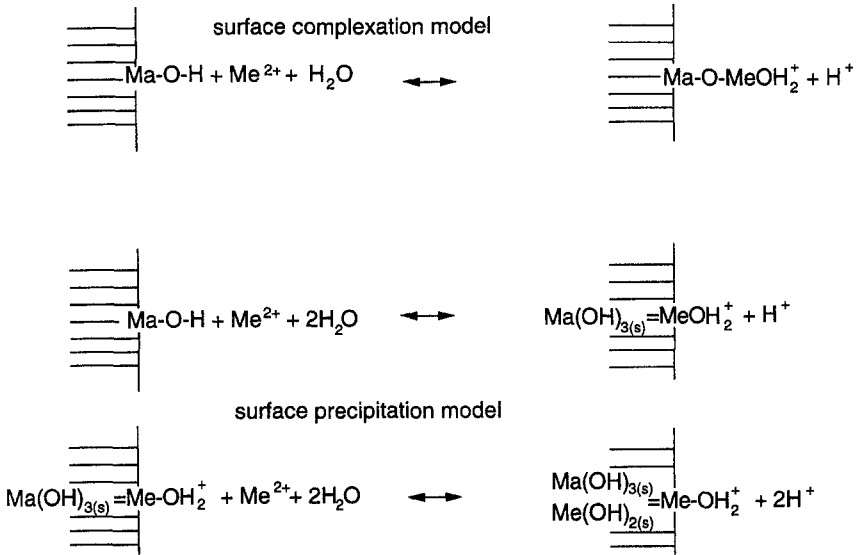 surface complexation model
Ma-O-H + Me²⁺ + H₂O ↔ Ma-O-MeOH₂⁺ + H⁺
Ma-O-H + Me²⁺ + 2H₂O ↔ Ma(OH)₃₍ₛ₎=MeOH₂⁺ + H⁺
surface precipitation model
Ma(OH)₃₍ₛ₎=Me-OH₂⁺ + Me²⁺ + 2H₂O ↔ Ma(OH)₃₍ₛ₎
Me(OH)₂₍ₛ₎=Me-OH₂⁺ + 2H⁺